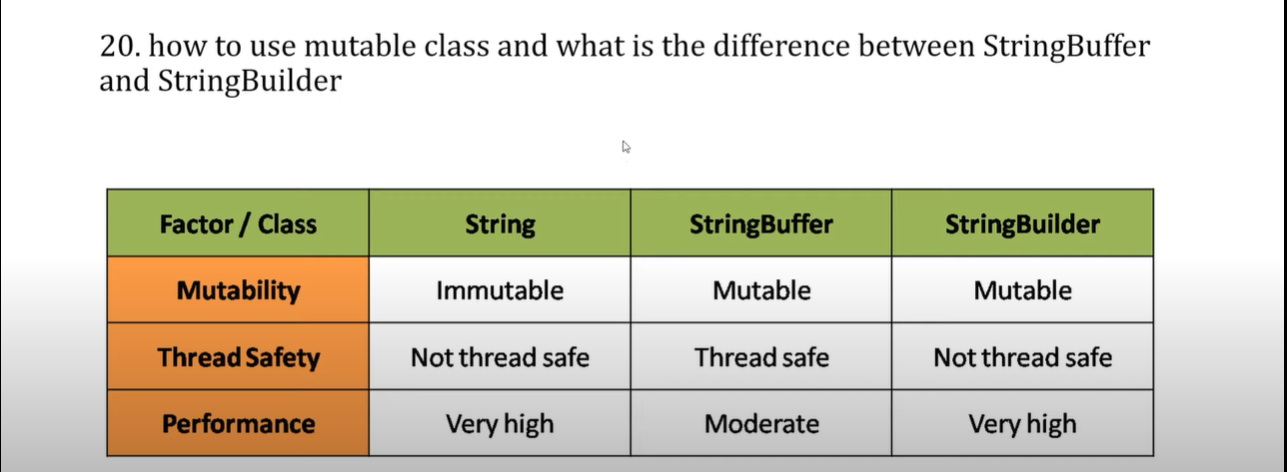 20. how to use mutable class and what is the difference between StringBuffer
and StringBuilder
Factor / Class String StringBuffer StringBuilder
Mutability Immutable Mutable Mutable
Thread Safety Not thread safe Thread safe Not thread safe
Performance Very high Moderate Very high